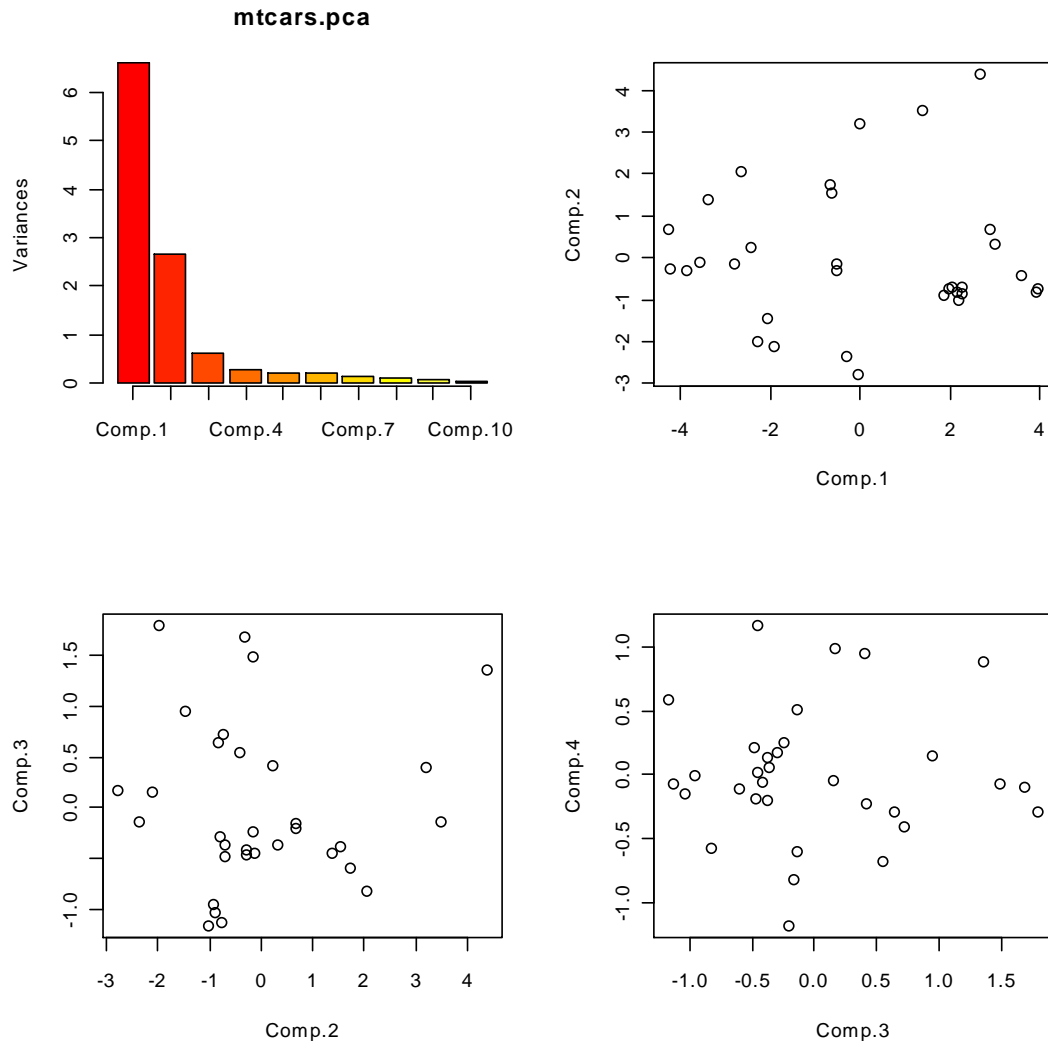 mtcars.pca
Variances
6
5
4
3
2
1
0
Comp.1 Comp.4 Comp.7 Comp.10
Comp.2
4
3
2
1
0
-1
-2
-3
-4 -2 0 2 4
Comp.1
Comp.3
1.5
1.0
0.5
0.0
-1.0
-3 -2 -1 0 1 2 3 4
Comp.2
Comp.4
1.0
0.5
0.0
-0.5
-1.0
-1.0 -0.5 0.0 0.5 1.0 1.5
Comp.3